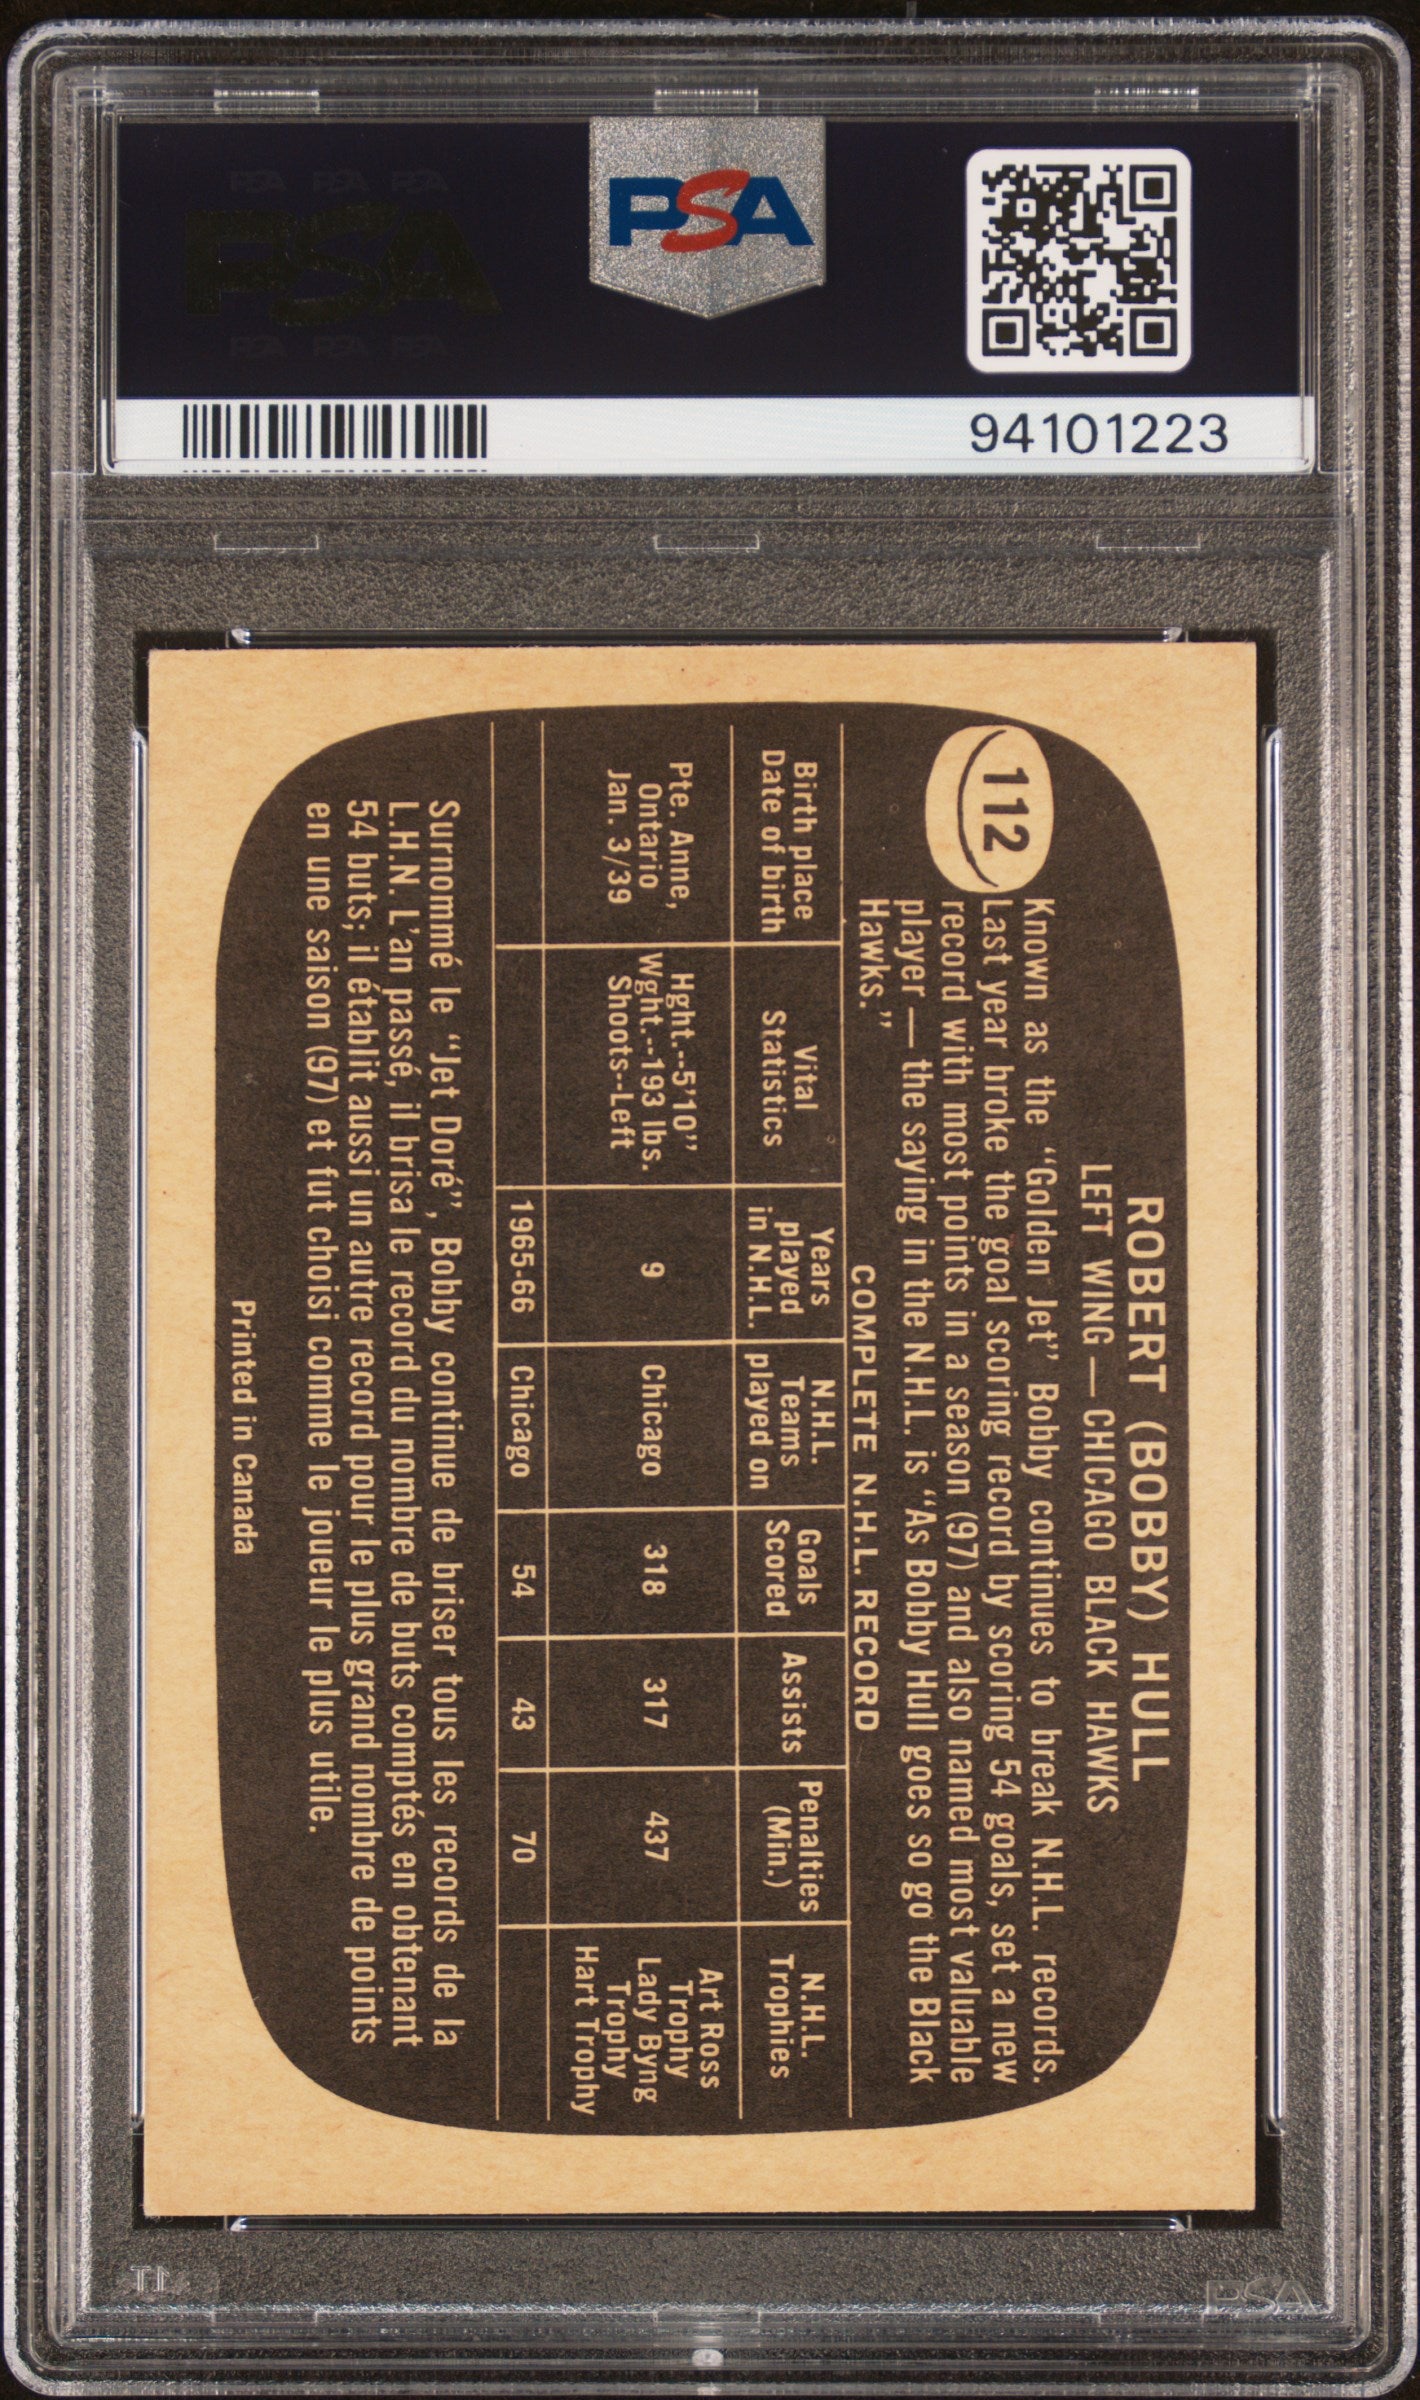 PSA PSA PSA
PSA
PSA PSA PSA
PSA
94101223
ROBERT (BOBBY) HULL
LEFT WING — CHICAGO BLACK HAWKS
112
Known as the “Golden Jet” Bobby continues to break N.H.L. records.
Last year broke the goal scoring record by scoring 54 goals, set a new
record with most points in a season (97) and also named most valuable
player — the saying in the N.H.L. is “As Bobby Hull goes so go the Black
Hawks.”
COMPLETE N.H.L. RECORD
Birth place
Date of birth
Vital
Statistics
Years
played
in N.H.L.
N.H.L.
Teams
played on
Goals
Scored
Assists
Penalties
(Min.)
N.H.L.
Trophies
Pte. Anne,
Ontario
Jan. 3/39
Hght.--5'10”
Wght.--193 lbs.
Shoots--Left
9
Chicago
318
317
437
Art Ross
Trophy
Lady Byng
Trophy
Hart Trophy
1965-66
Chicago
54
43
70
Surnommé le “Jet Doré”, Bobby continue de briser tous les records de la
L.H.N. L'an passé, il brisa le record du nombre de buts comptés en obtenant
54 buts; il établit aussi un autre record pour le plus grand nombre de points
en une saison (97) et fut choisi comme le joueur le plus utile.
Printed in Canada
PSA